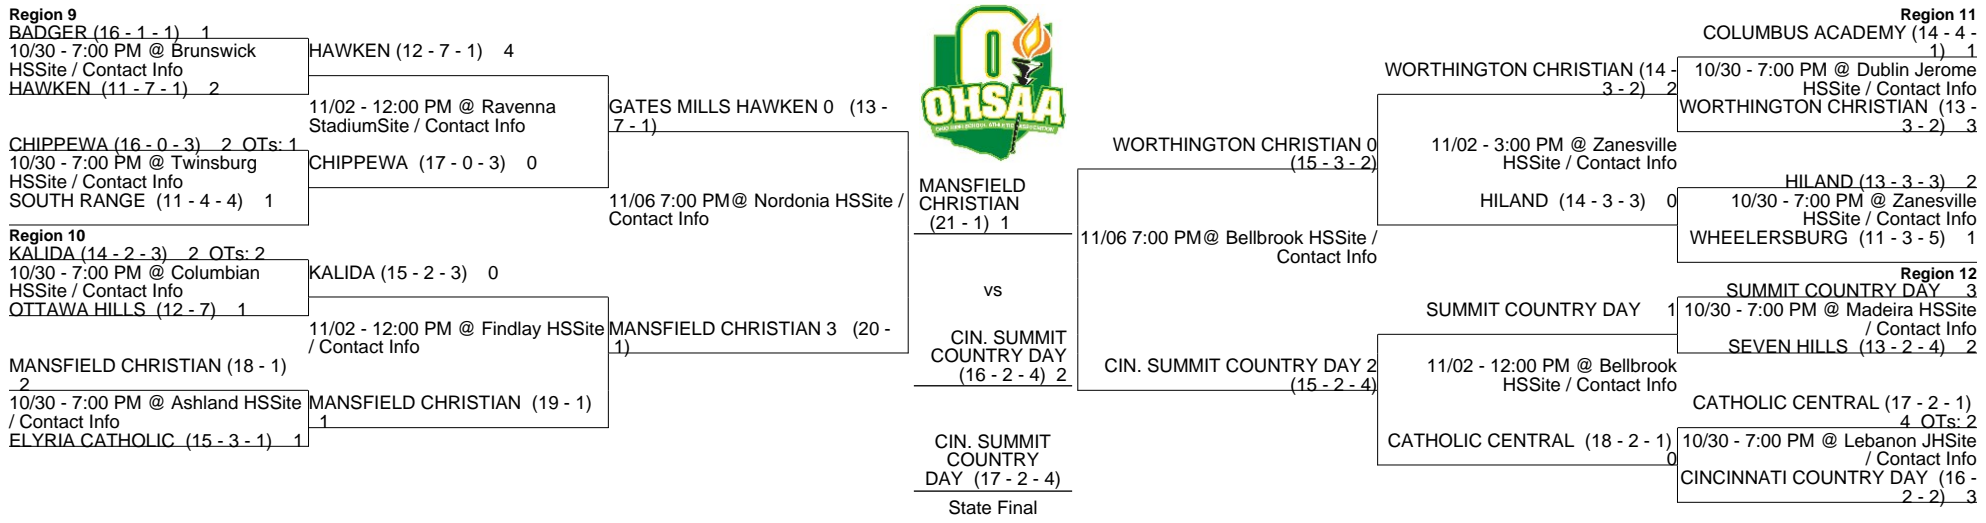 Region 9
BADGER (16 - 1 - 1) 1
10/30 - 7:00 PM @ Brunswick
HSSite / Contact Info
HAWKEN (11 - 7 - 1) 2
CHIPPEWA (16 - 0 - 3) 2 OTs: 1
10/30 - 7:00 PM @ Twinsburg
HSSite / Contact Info
SOUTH RANGE (11 - 4 - 4) 1
Region 10
KALIDA (14 - 2 - 3) 2 OTs: 2
10/30 - 7:00 PM @ Columbian
HSSite / Contact Info
OTTAWA HILLS (12 - 7) 1
MANSFIELD CHRISTIAN (18 - 1)
2
10/30 - 7:00 PM @ Ashland HSSite
/ Contact Info
ELYRIA CATHOLIC (15 - 3 - 1) 1
HAWKEN (12 - 7 - 1) 4
11/02 - 12:00 PM @ Ravenna
StadiumSite / Contact Info
CHIPPEWA (17 - 0 - 3) 0
KALIDA (15 - 2 - 3) 0
11/02 - 12:00 PM @ Findlay HSSite
/ Contact Info
MANSFIELD CHRISTIAN (19 - 1)
1
GATES MILLS HAWKEN 0 (13 -
7 - 1)
11/06 7:00 PM@ Nordonia HSSite /
Contact Info
MANSFIELD CHRISTIAN 3 (20 -
1)
O
OHSAA
MANSFIELD
CHRISTIAN
(21 - 1) 1
vs
CIN. SUMMIT
COUNTRY DAY
(16 - 2 - 4) 2
CIN. SUMMIT
COUNTRY
DAY (17 - 2 - 4)
State Final
WORTHINGTON CHRISTIAN 0
(15 - 3 - 2)
11/06 7:00 PM@ Bellbrook HSSite /
Contact Info
CIN. SUMMIT COUNTRY DAY 2
(15 - 2 - 4)
WORTHINGTON CHRISTIAN (14 -
3 - 2) 2
11/02 - 3:00 PM @ Zanesville
HSSite / Contact Info
HILAND (14 - 3 - 3) 0
SUMMIT COUNTRY DAY 1
11/02 - 12:00 PM @ Bellbrook
HSSite / Contact Info
CATHOLIC CENTRAL (18 - 2 - 1)
0
Region 11
COLUMBUS ACADEMY (14 - 4 -
1) 1
10/30 - 7:00 PM @ Dublin Jerome
HSSite / Contact Info
WORTHINGTON CHRISTIAN (13 -
3 - 2) 3
HILAND (13 - 3 - 3) 2
10/30 - 7:00 PM @ Zanesville
HSSite / Contact Info
WHEELERSBURG (11 - 3 - 5) 1
Region 12
SUMMIT COUNTRY DAY 3
10/30 - 7:00 PM @ Madeira HSSite
/ Contact Info
SEVEN HILLS (13 - 2 - 4) 2
CATHOLIC CENTRAL (17 - 2 - 1)
4 OTs: 2
10/30 - 7:00 PM @ Lebanon JHSite
/ Contact Info
CINCINNATI COUNTRY DAY (16 -
2 - 2) 3